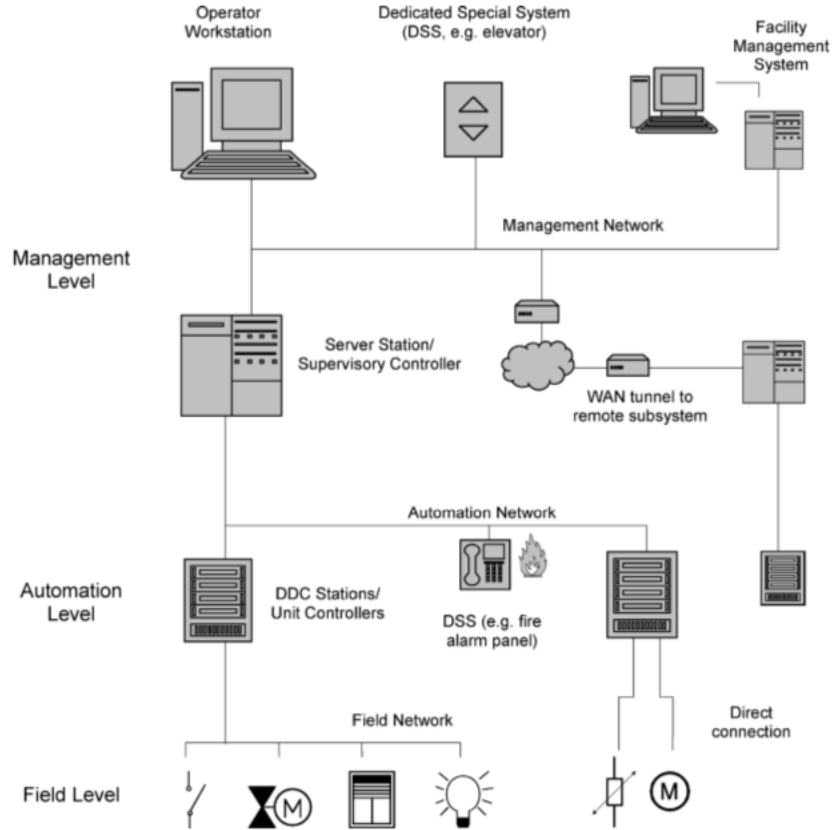 Operator
Workstation
Dedicated Special System
(DSS, e.g. elevator)
Facility
Management
System
Management Network
Management
Level
Server Station/
Supervisory Controller
WAN tunnel to
remote subsystem
Automation Network
Automation
Level
DDC Stations/
Unit Controllers
DSS (e.g. fire
alarm panel)
Direct
connection
Field Network
Field Level
M
M